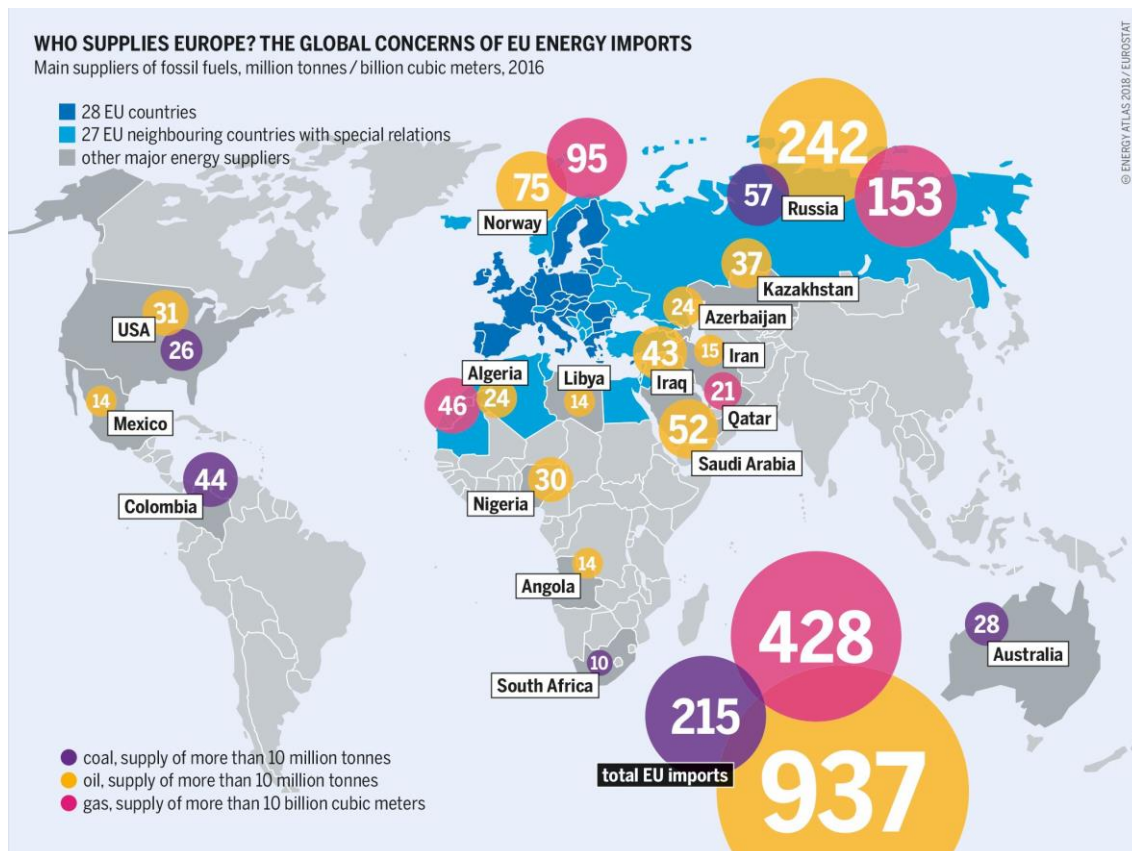 WHO SUPPLIES EUROPE? THE GLOBAL CONCERNS OF EU ENERGY IMPORTS
Main suppliers of fossil fuels, million tonnes / billion cubic meters, 2016
28 EU countries
27 EU neighbouring countries with special relations
other major energy suppliers
© ENERGY ATLAS 2018 / EUROSTAT
242
95
75
Norway
57
Russia
153
37
Kazakhstan
31
USA
26
24
Azerbaijan
43
Iraq
15
Iran
Algeria
46
24
Libya
14
21
Qatar
14
Mexico
52
Saudi Arabia
44
Colombia
30
Nigeria
14
Angola
10
South Africa
28
Australia
428
215
total EU imports
937
coal, supply of more than 10 million tonnes
oil, supply of more than 10 million tonnes
gas, supply of more than 10 billion cubic meters